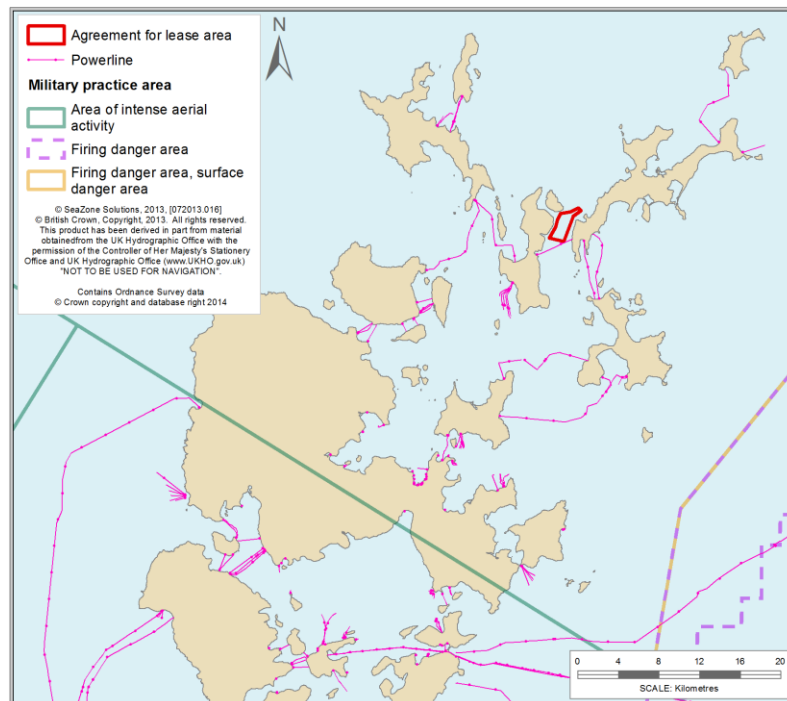 Agreement for lease area
Powerline
Military practice area
Area of intense aerial
activity
Firing danger area
Firing danger area, surface
danger area
© SeaZone Solutions, 2013, [072013.016]
© British Crown, Copyright, 2013. All rights reserved.
This product has been derived in part from material
obtainedfrom the UK Hydrographic Office with the
permission of the Controller of Her Majesty's Stationery
Office and UK Hydrographic Office (www.UKHO.gov.uk)
"NOT TO BE USED FOR NAVIGATION".
Contains Ordnance Survey data
© Crown copyright and database right 2014
N
0 4 8 12 16 20
SCALE: Kilometres